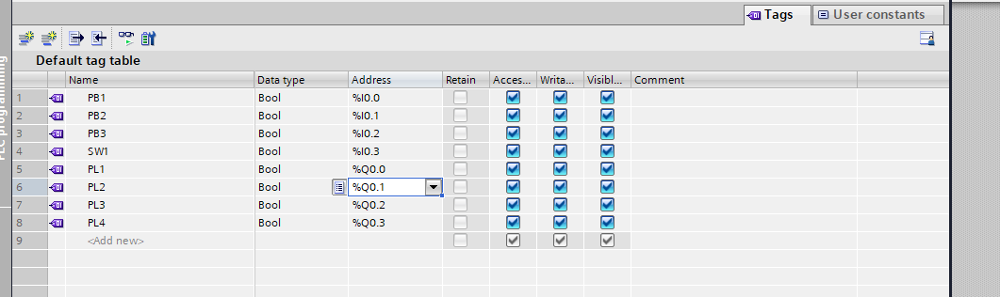 Tags User constants
Default tag table
Name Data type Address Retain Acces... Writa... Visibl... Comment
1 PB1 Bool %I0.0
2 PB2 Bool %I0.1
3 PB3 Bool %I0.2
4 SW1 Bool %I0.3
5 PL1 Bool %Q0.0
6 PL2 Bool %Q0.1
7 PL3 Bool %Q0.2
8 PL4 Bool %Q0.3
9 <Add new>
PLC programming